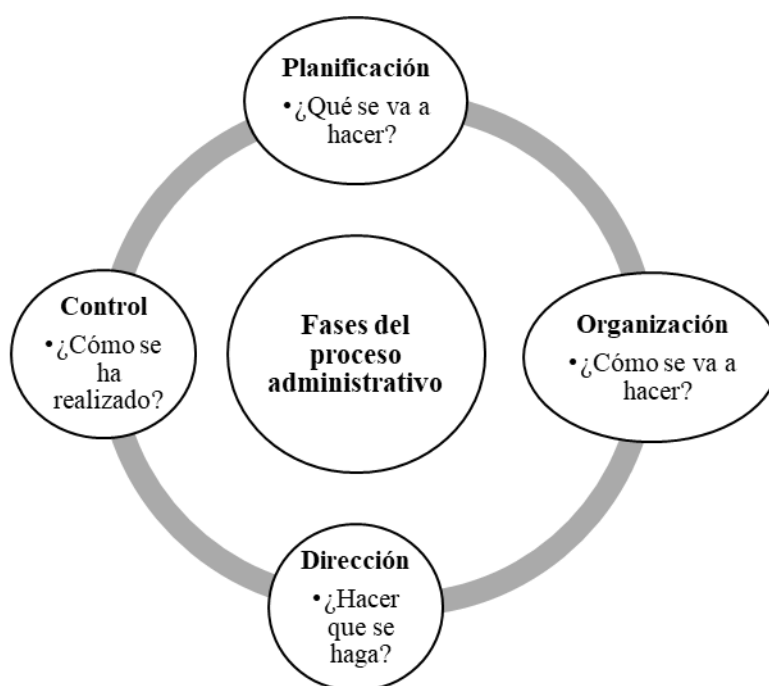 Planificación
•¿Qué se va a
hacer?
Control
•¿Cómo se
ha
realizado?
Fases del
proceso
administrativo
Organización
•¿Cómo se va a
hacer?
Dirección
•¿Hacer
que se
haga?